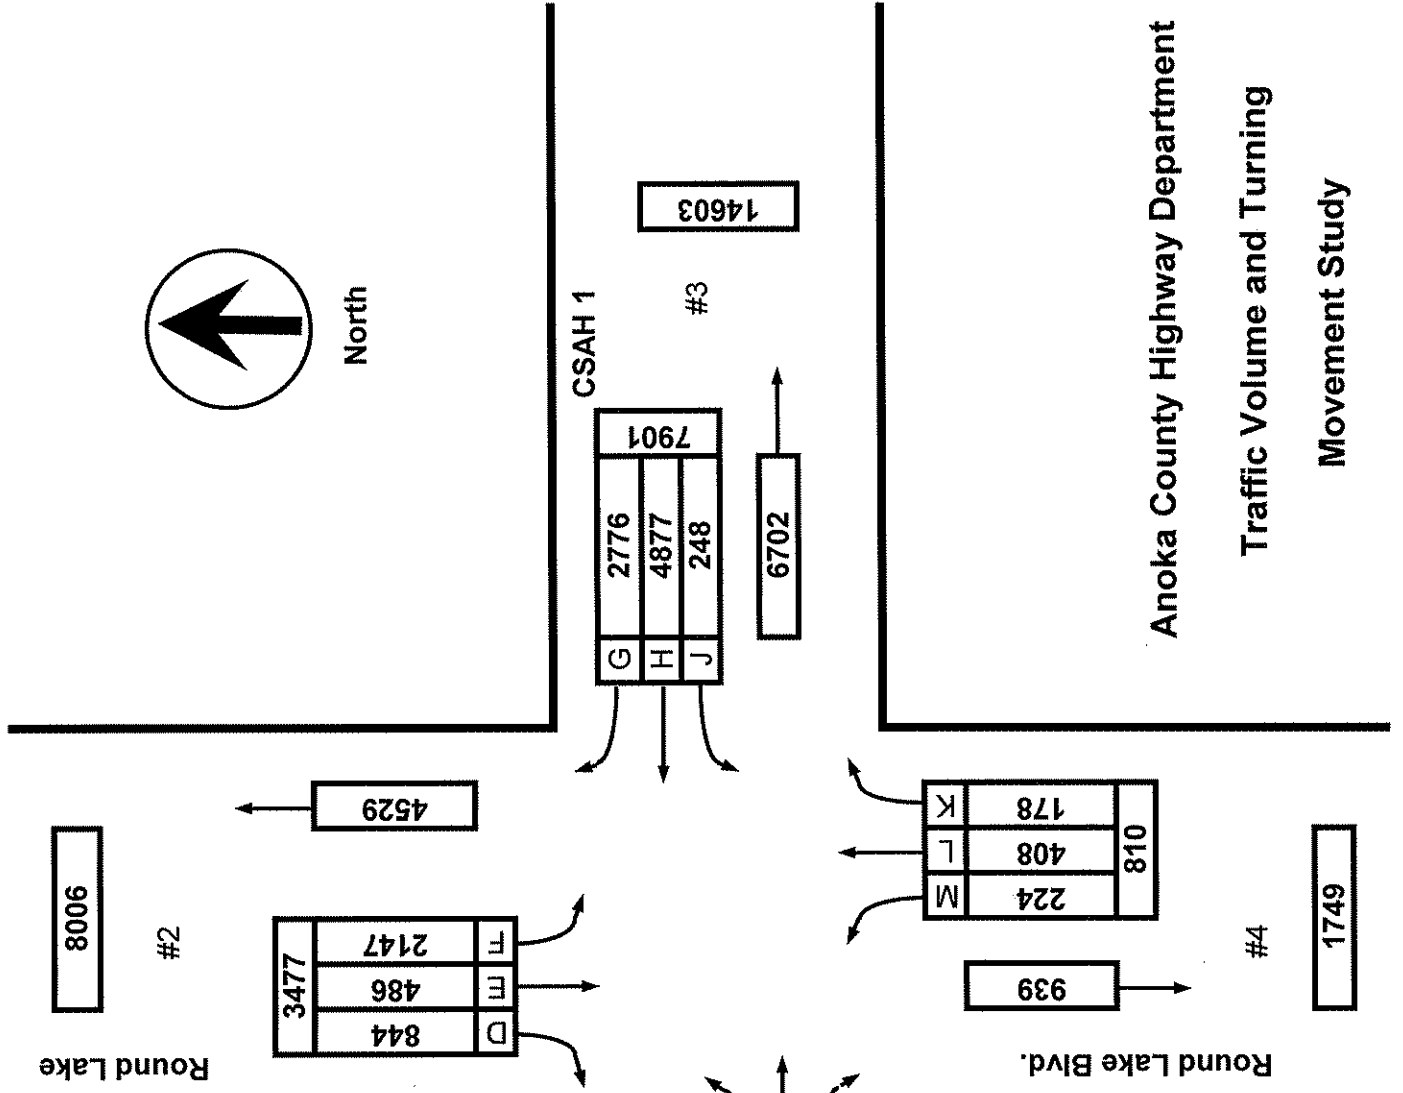 North
CSAH 1
#3
14603
7901
G 2776
H 4877
J 248
6702
4529
8006
#2
3477
2147 F
486 E
844 D
Round Lake
K 178
L 408
M 224
810
939
#4
1749
Round Lake Blvd.
Anoka County Highway Department
Traffic Volume and Turning
Movement Study